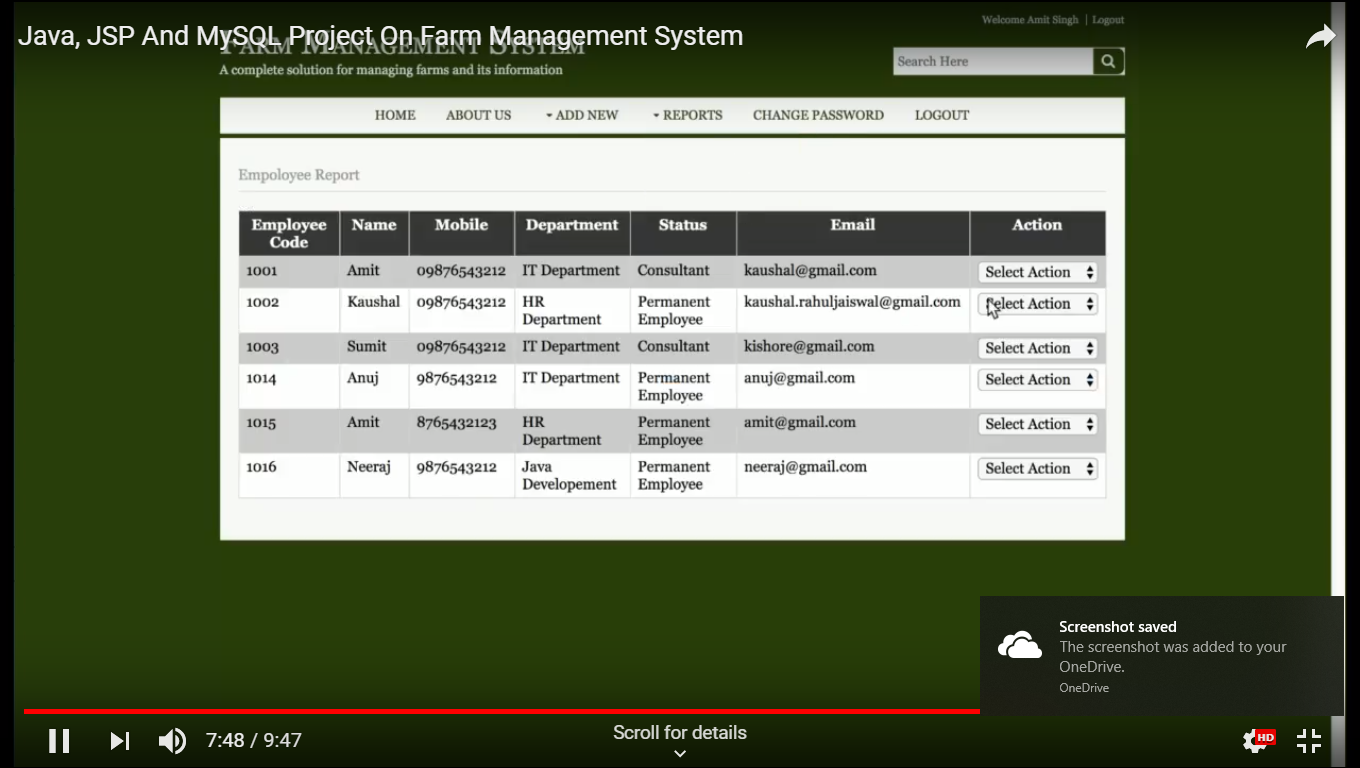 Welcome Amit Singh | Logout
Java, JSP And MySQL Project On Farm Management System
FARM MANAGEMENT SYSTEM
A complete solution for managing farms and its information
Search Here
HOME ABOUT US ADD NEW REPORTS CHANGE PASSWORD LOGOUT
Empoloyee Report
Employee Code Name Mobile Department Status Email Action
1001 Amit 09876543212 IT Department Consultant kaushal@gmail.com Select Action
1002 Kaushal 09876543212 HR Department Permanent Employee kaushal.rahuljaiswal@gmail.com Select Action
1003 Sumit 09876543212 IT Department Consultant kishore@gmail.com Select Action
1014 Anuj 9876543212 IT Department Permanent Employee anuj@gmail.com Select Action
1015 Amit 8765432123 HR Department Permanent Employee amit@gmail.com Select Action
1016 Neeraj 9876543212 Java Developement Permanent Employee neeraj@gmail.com Select Action
Screenshot saved
The screenshot was added to your
OneDrive.
OneDrive
7:48 / 9:47
Scroll for details
HD